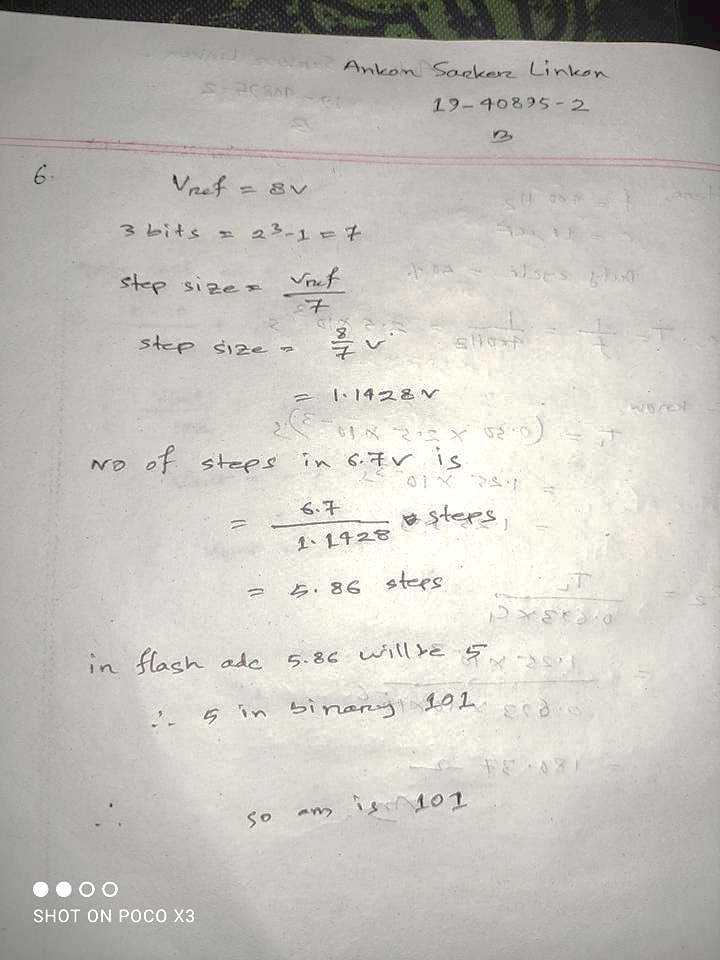 Ankon Sarker Linkon
19-40895-2
B
6.
Vref = 8V
3 bits = 2³-1 = 7
step size = Vref/7
step size = 8/7 V
= 1.1428 V
NO of steps in 6.7V is
= 6.7/1.1428 steps
= 5.86 steps
in flash adc 5.86 will be 5
∴ 5 in binary 101
∴ so ans is 101
SHOT ON POCO X3